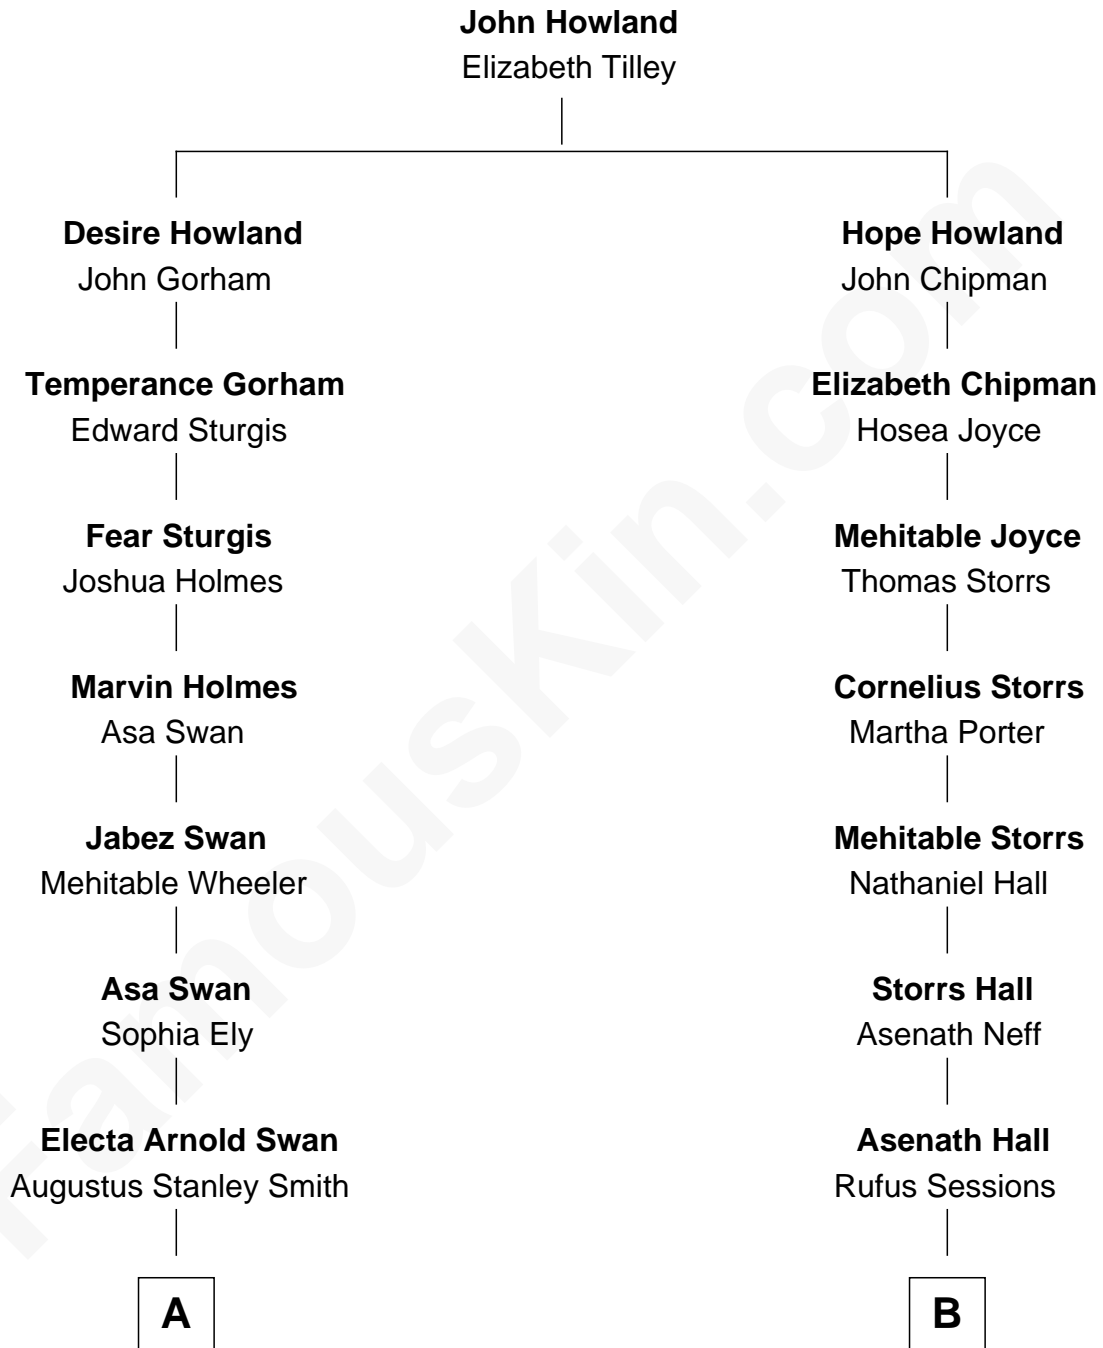 John Howland
Elizabeth Tilley
Desire Howland
John Gorham
Hope Howland
John Chipman
Temperance Gorham
Edward Sturgis
Elizabeth Chipman
Hosea Joyce
Fear Sturgis
Joshua Holmes
Mehitable Joyce
Thomas Storrs
Marvin Holmes
Asa Swan
Cornelius Storrs
Martha Porter
Jabez Swan
Mehitable Wheeler
Mehitable Storrs
Nathaniel Hall
Asa Swan
Sophia Ely
Storrs Hall
Asenath Neff
Electa Arnold Swan
Augustus Stanley Smith
Asenath Hall
Rufus Sessions
A
B
FamousKin.com